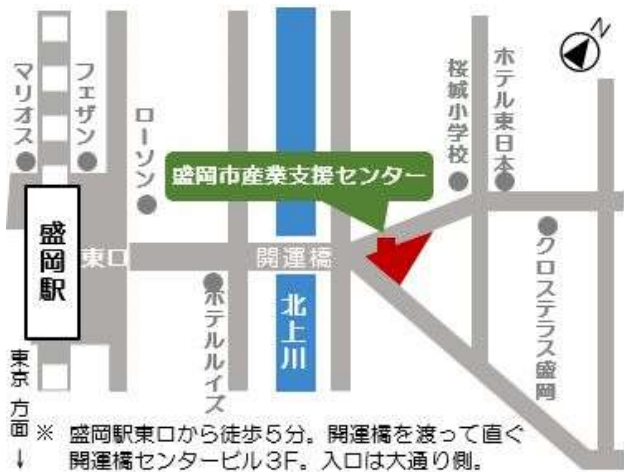 N
マリオス
フェザン
ローソン
桜城小学校
ホテル東日本
盛岡市産業支援センター
盛岡駅
東口
開運橋
北上川
ホテルルイズ
クロステラス盛岡
東京方面↓
※ 盛岡駅東口から徒歩5分。開運橋を渡って直ぐ
開運橋センタービル3F。入口は大通り側。